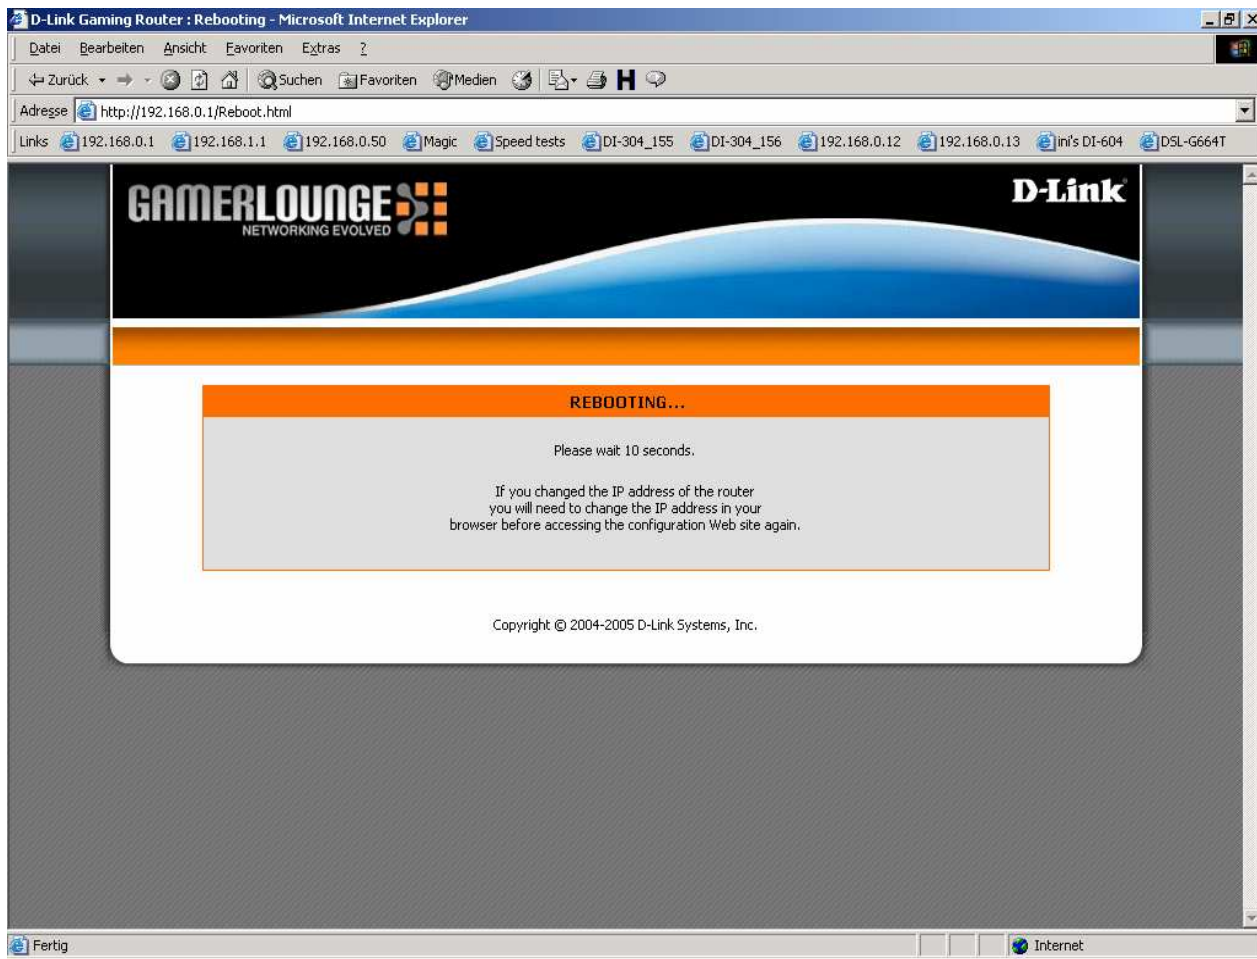 D-Link Gaming Router : Rebooting - Microsoft Internet Explorer
Datei Bearbeiten Ansicht Favoriten Extras ?
Zurück Suchen Favoriten Medien H
Adresse http://192.168.0.1/Reboot.html
Links 192.168.0.1 192.168.1.1 192.168.0.50 Magic Speed tests DI-304_155 DI-304_156 192.168.0.12 192.168.0.13 ini's DI-604 DSL-G664T
GAMERLOUNGE
NETWORKING EVOLVED
D-Link
REBOOTING...
Please wait 10 seconds.
If you changed the IP address of the router
you will need to change the IP address in your
browser before accessing the configuration Web site again.
Copyright © 2004-2005 D-Link Systems, Inc.
Fertig Internet